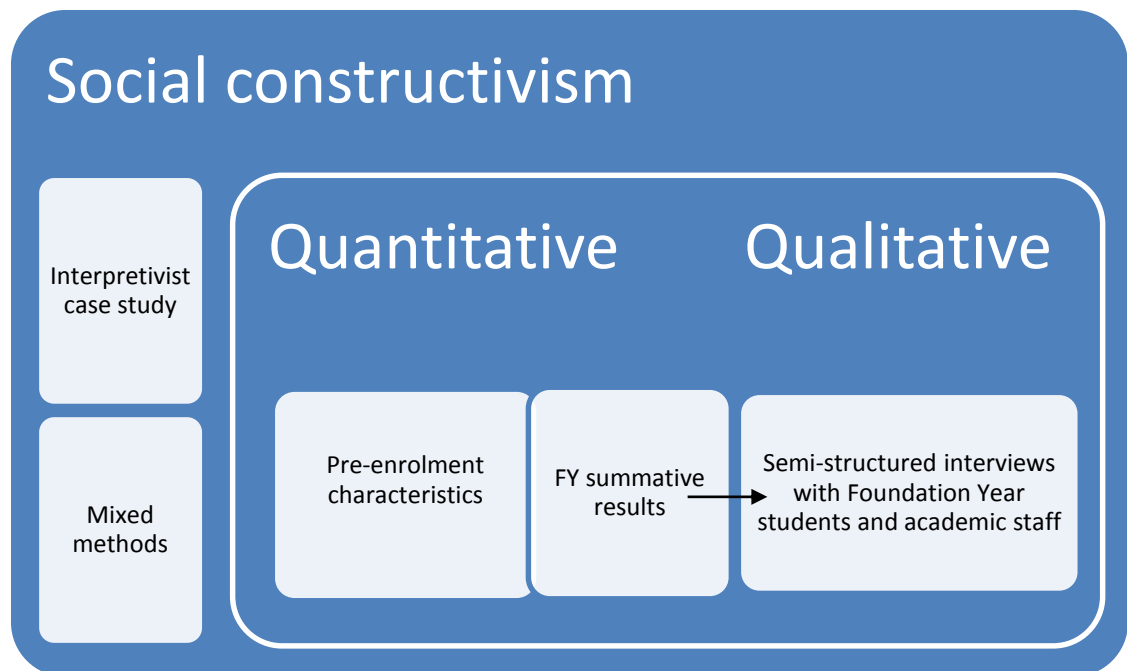 Social constructivism
Interpretivist
case study
Mixed
methods
Quantitative
Qualitative
Pre-enrolment
characteristics
FY summative
results
Semi-structured interviews
with Foundation Year
students and academic staff